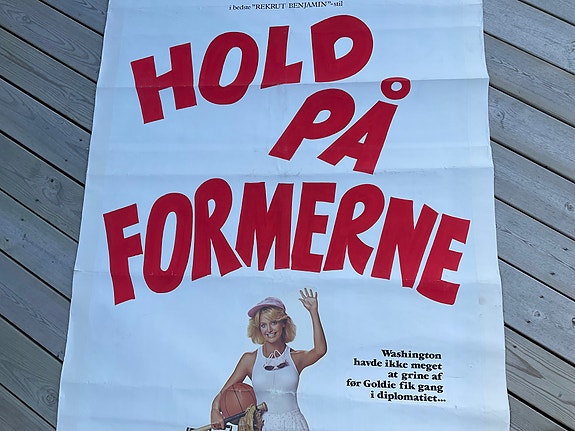 i bedste "REKRUT BENJAMIN"-stil
HOLD
PÅ
FORMERNE
Washington
havde ikke meget
at grine af
før Goldie fik gang
i diplomatiet...